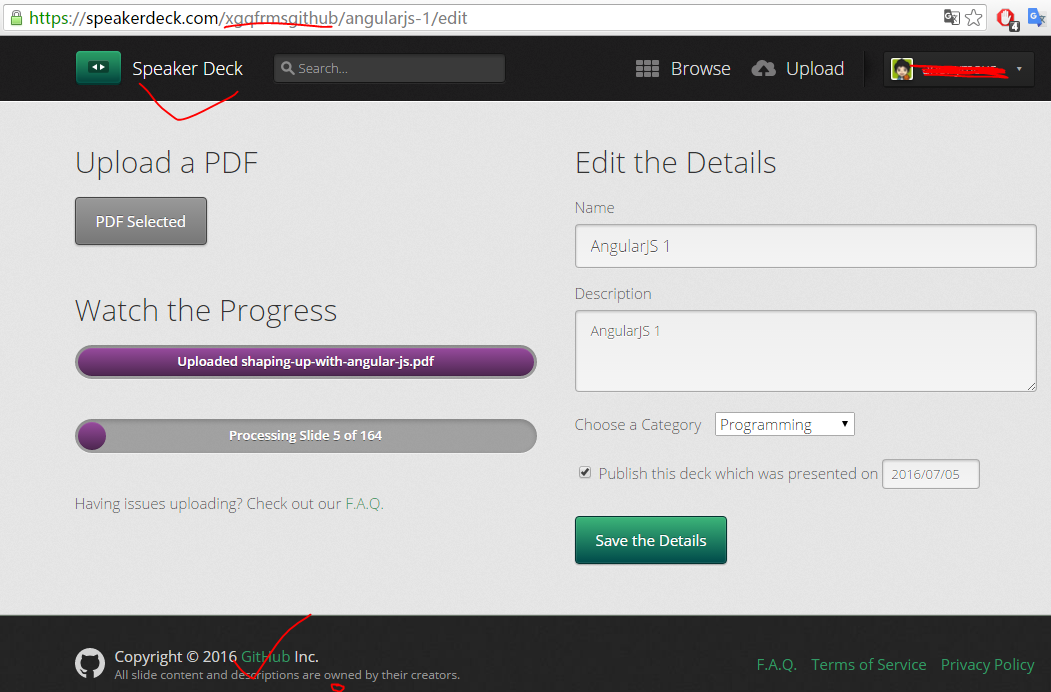 https://speakerdeck.com/xgqfrmsgithub/angularjs-1/edit
4
Speaker Deck
Search...
Browse
Upload
Upload a PDF
PDF Selected
Watch the Progress
Uploaded shaping-up-with-angular-js.pdf
Processing Slide 5 of 164
Having issues uploading? Check out our F.A.Q.
Edit the Details
Name
AngularJS 1
Description
AngularJS 1
Choose a Category Programming
Publish this deck which was presented on 2016/07/05
Save the Details
Copyright © 2016 GitHub Inc.
All slide content and descriptions are owned by their creators.
F.A.Q. Terms of Service Privacy Policy